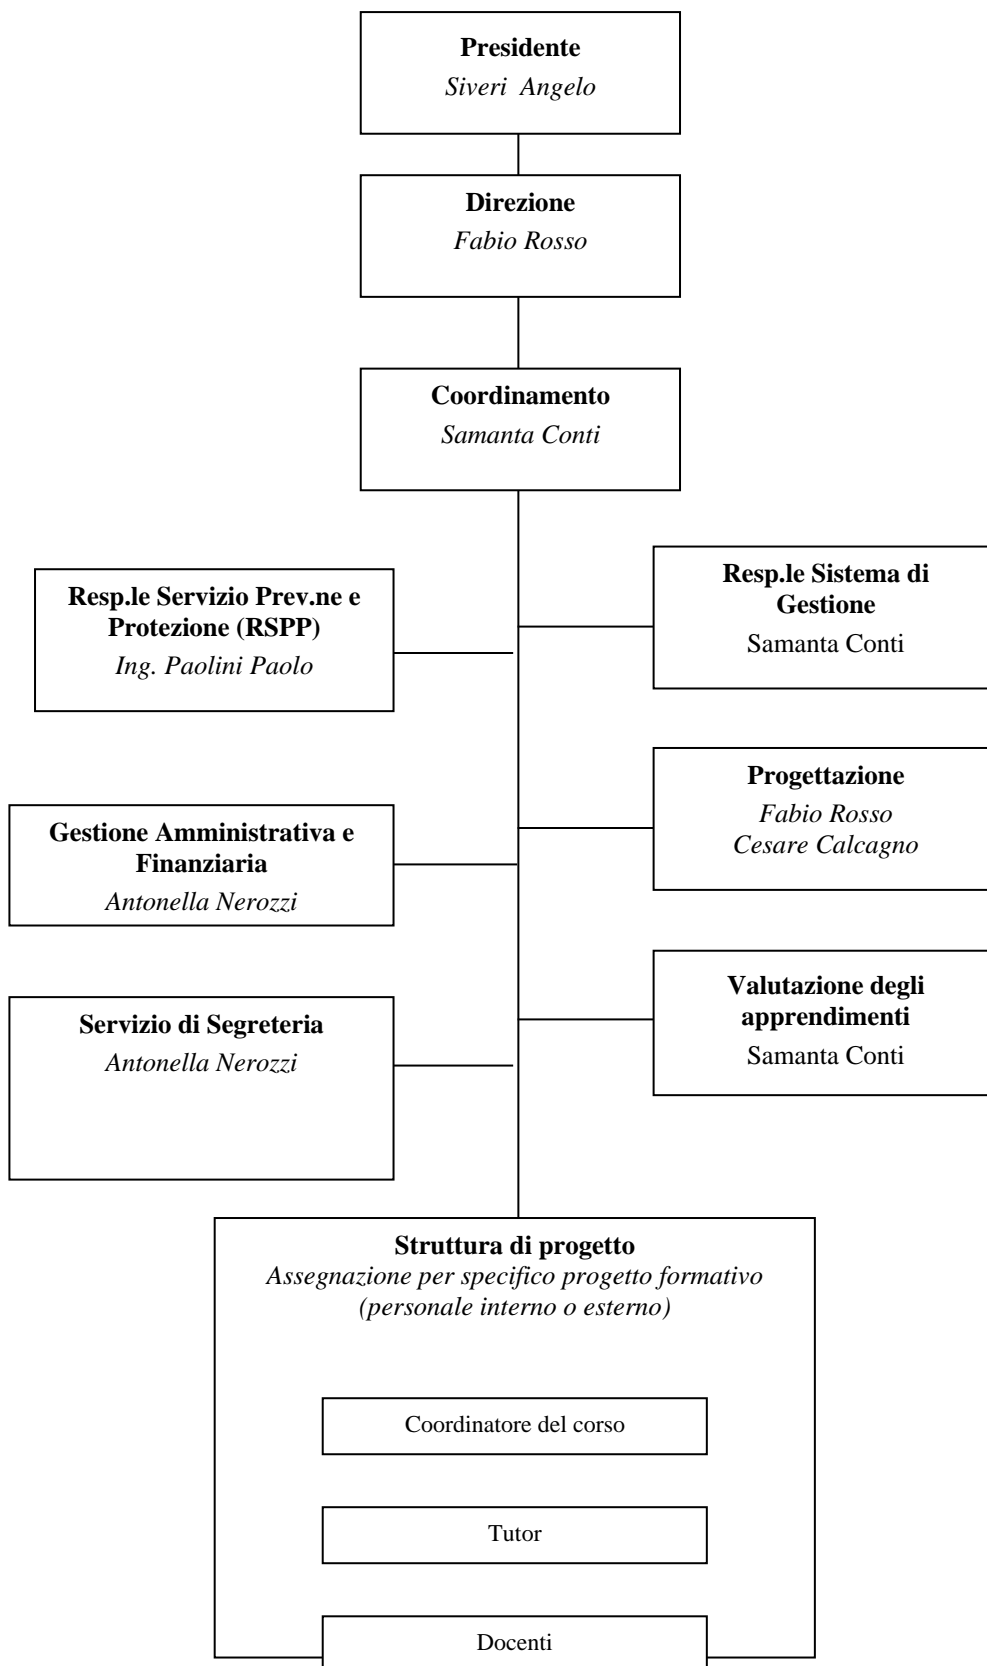 Presidente
Siveri Angelo
Direzione
Fabio Rosso
Coordinamento
Samanta Conti
Resp.le Servizio Prev.ne e
Protezione (RSPP)
Ing. Paolini Paolo
Resp.le Sistema di
Gestione
Samanta Conti
Gestione Amministrativa e
Finanziaria
Antonella Nerozzi
Progettazione
Fabio Rosso
Cesare Calcagno
Servizio di Segreteria
Antonella Nerozzi
Valutazione degli
apprendimenti
Samanta Conti
Struttura di progetto
Assegnazione per specifico progetto formativo
(personale interno o esterno)
Coordinatore del corso
Tutor
Docenti